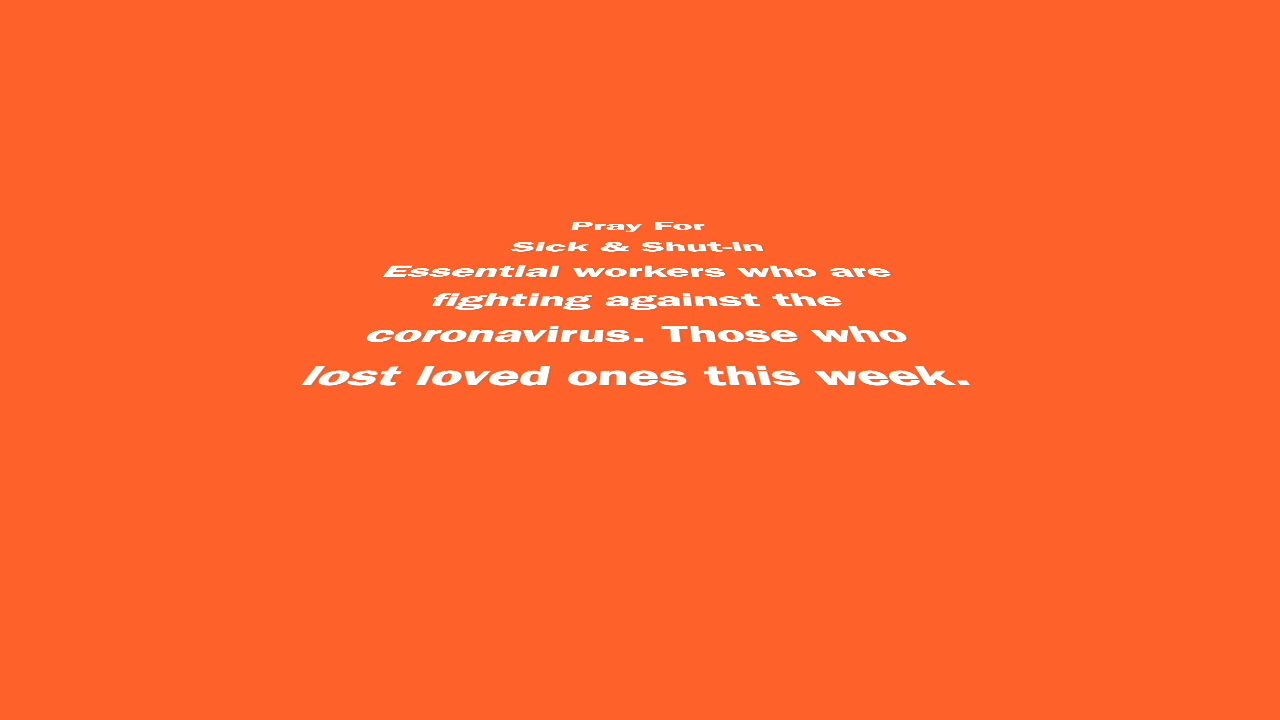 Pray For
Sick & Shut-in
Essential workers who are
fighting against the
coronavirus. Those who
lost loved ones this week.